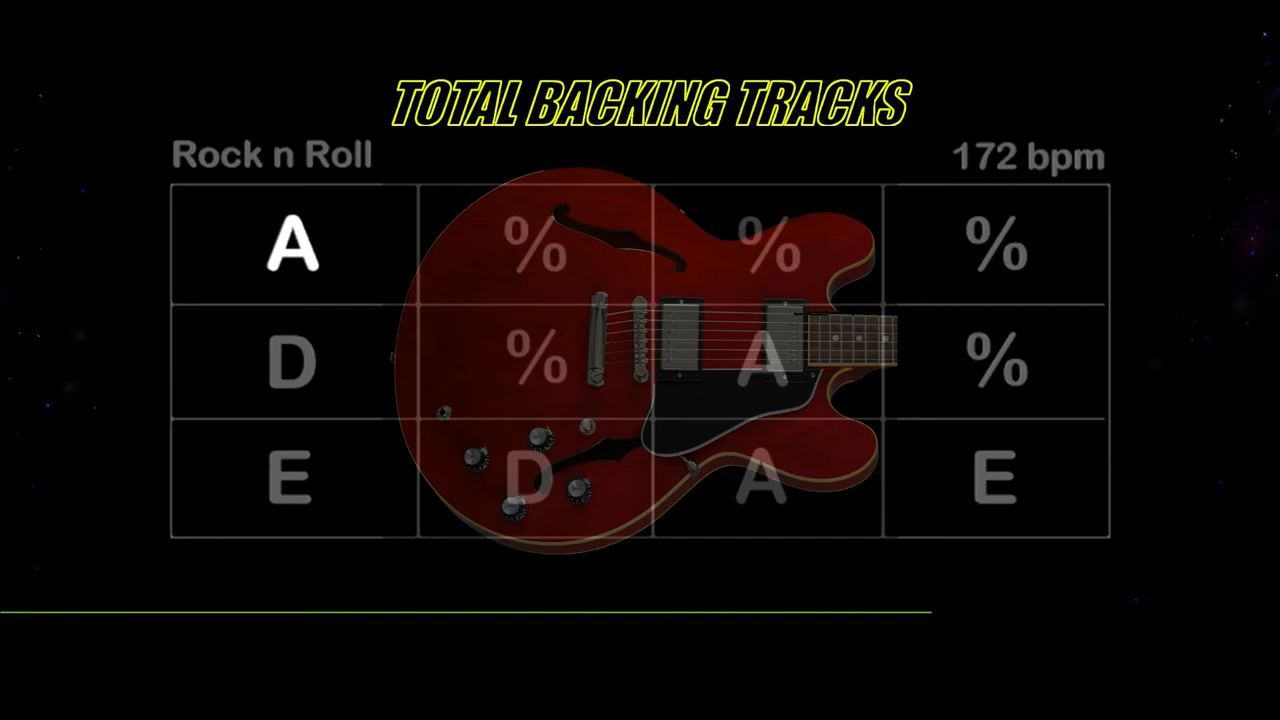 TOTAL BACKING TRACKS
Rock n Roll 172 bpm
A % % %
D % A %
E D A E